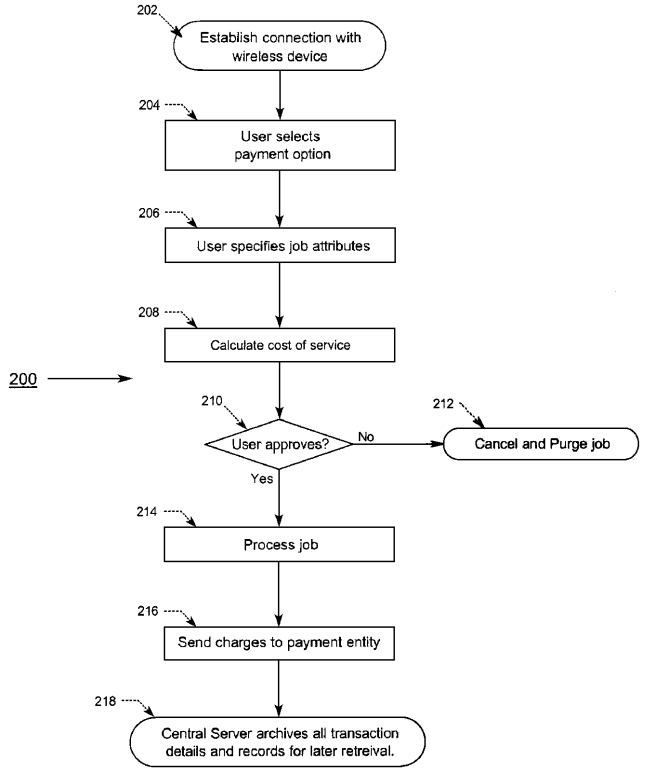 202
Establish connection with
wireless device
204
User selects
payment option
206
User specifies job attributes
208
Calculate cost of service
200
210
User approves?
No
212
Cancel and Purge job
Yes
214
Process job
216
Send charges to payment entity
218
Central Server archives all transaction
details and records for later retreival.